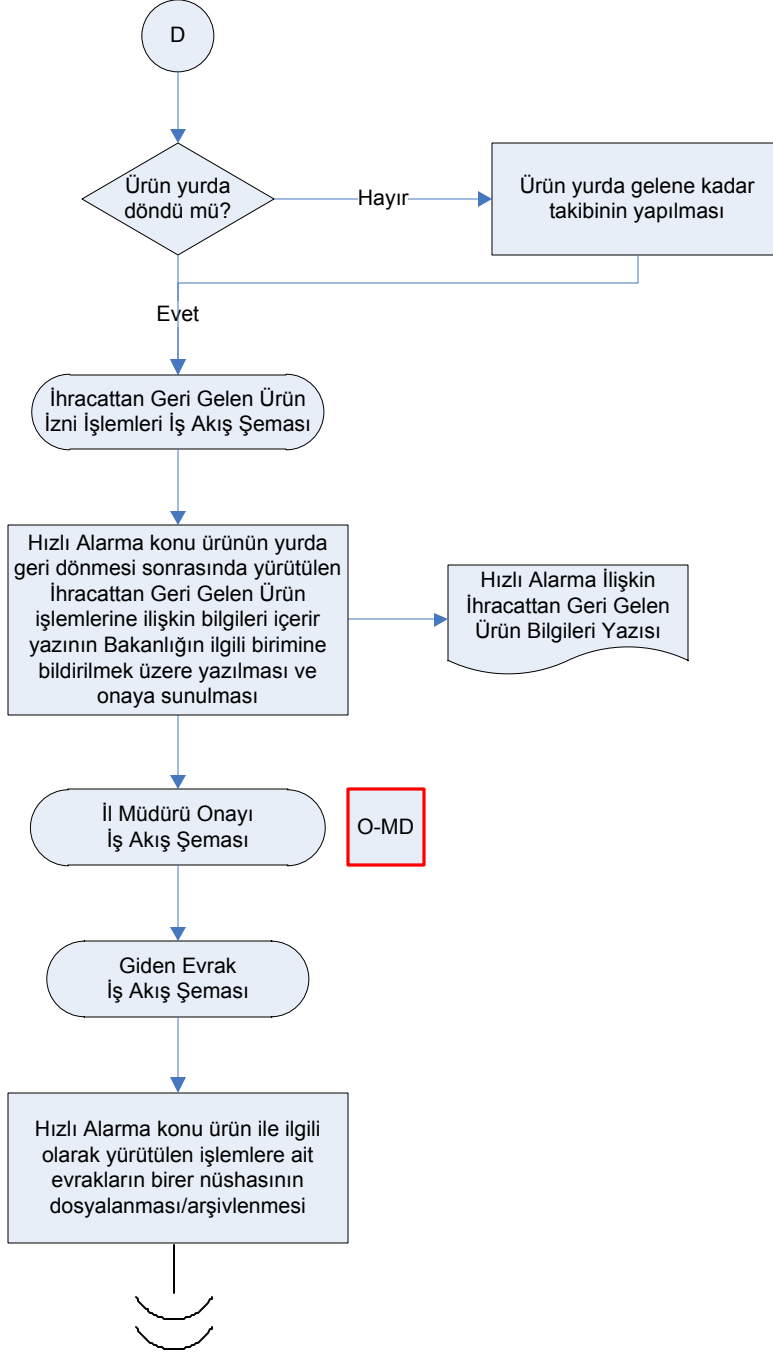 D
Ürün yurda
döndü mü?
Hayır
Ürün yurda gelene kadar
takibinin yapılması
Evet
İhracattan Geri Gelen Ürün
İzni İşlemleri İş Akış Şeması
Hızlı Alarma konu ürünün yurda
geri dönmesi sonrasında yürütülen
İhracattan Geri Gelen Ürün
işlemlerine ilişkin bilgileri içerir
yazının Bakanlığın ilgili birimine
bildirilmek üzere yazılması ve
onaya sunulması
Hızlı Alarma İlişkin
İhracattan Geri Gelen
Ürün Bilgileri Yazısı
İl Müdürü Onayı
İş Akış Şeması
O-MD
Giden Evrak
İş Akış Şeması
Hızlı Alarma konu ürün ile ilgili
olarak yürütülen işlemlere ait
evrakların birer nüshasının
dosyalanması/arşivlenmesi